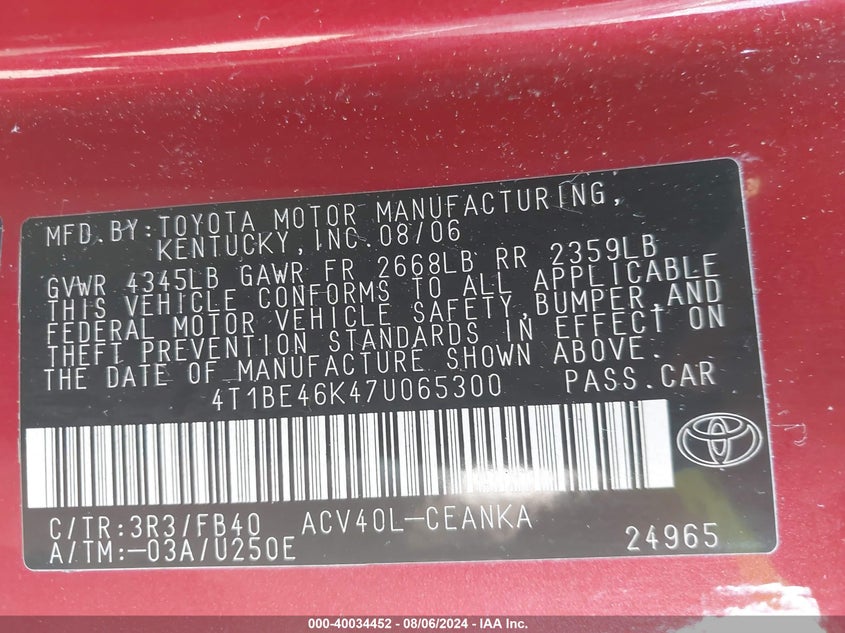 MFD.BY:TOYOTA MOTOR MANUFACTURING,
KENTUCKY,INC.08/06
GVWR 4345LB GAWR FR 2668LB RR 2359LB
THIS VEHICLE CONFORMS TO ALL APPLICABLE
FEDERAL MOTOR VEHICLE SAFETY,BUMPER,AND
THEFT PREVENTION STANDARDS IN EFFECT ON
THE DATE OF MANUFACTURE SHOWN ABOVE.
4T1BE46K47U065300 PASS.CAR
C/TR:3R3/FB40 ACV40L-CEANKA
A/TM:-03A/U250E 24965
000-40034452 - 08/06/2024 - IAA Inc.